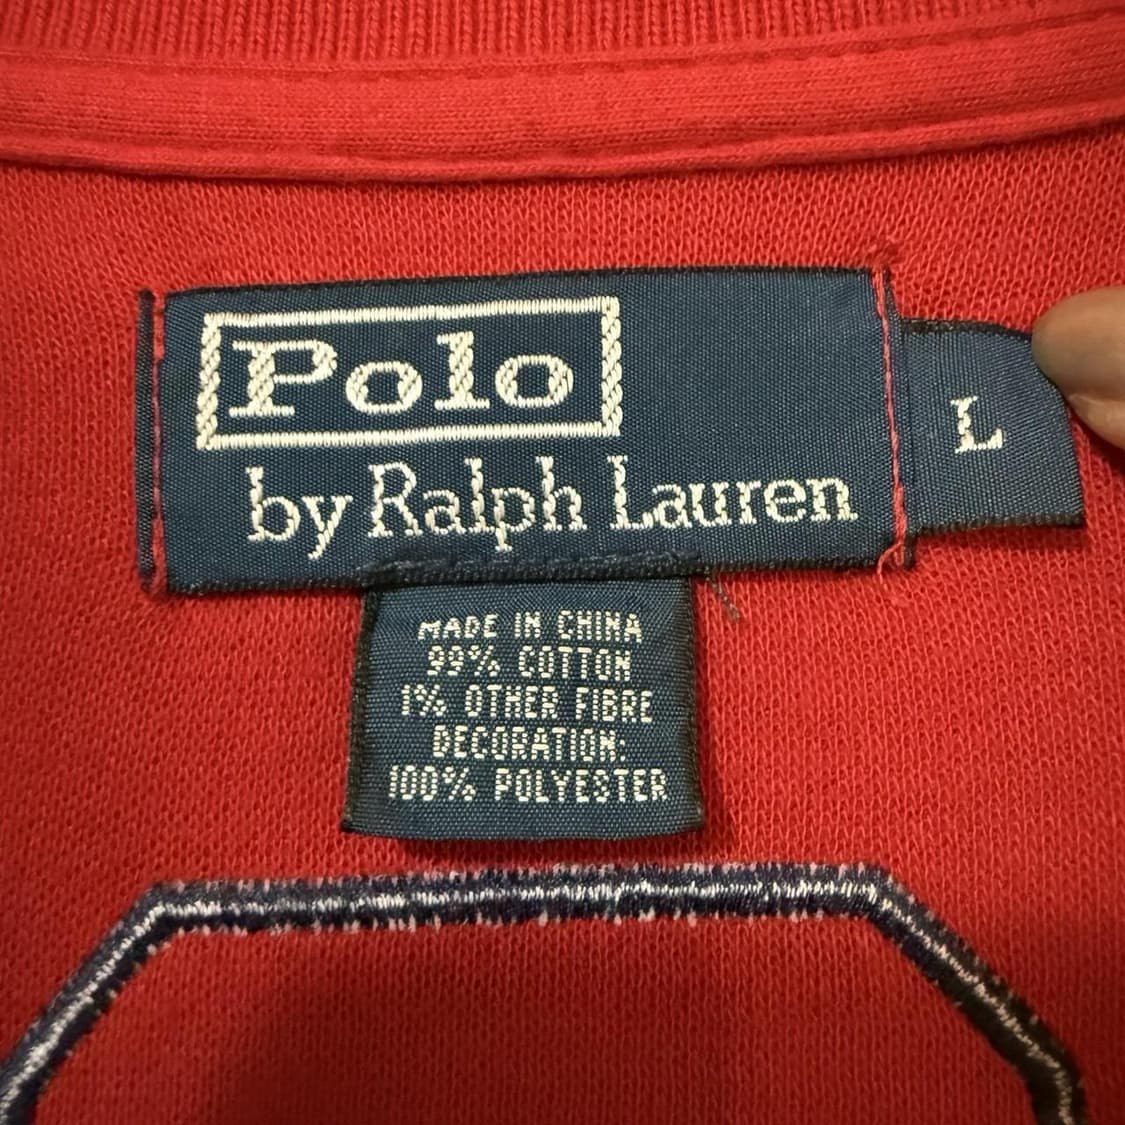 Polo
by Ralph Lauren
L
MADE IN CHINA
99% COTTON
1% OTHER FIBRE
DECORATION:
100% POLYESTER